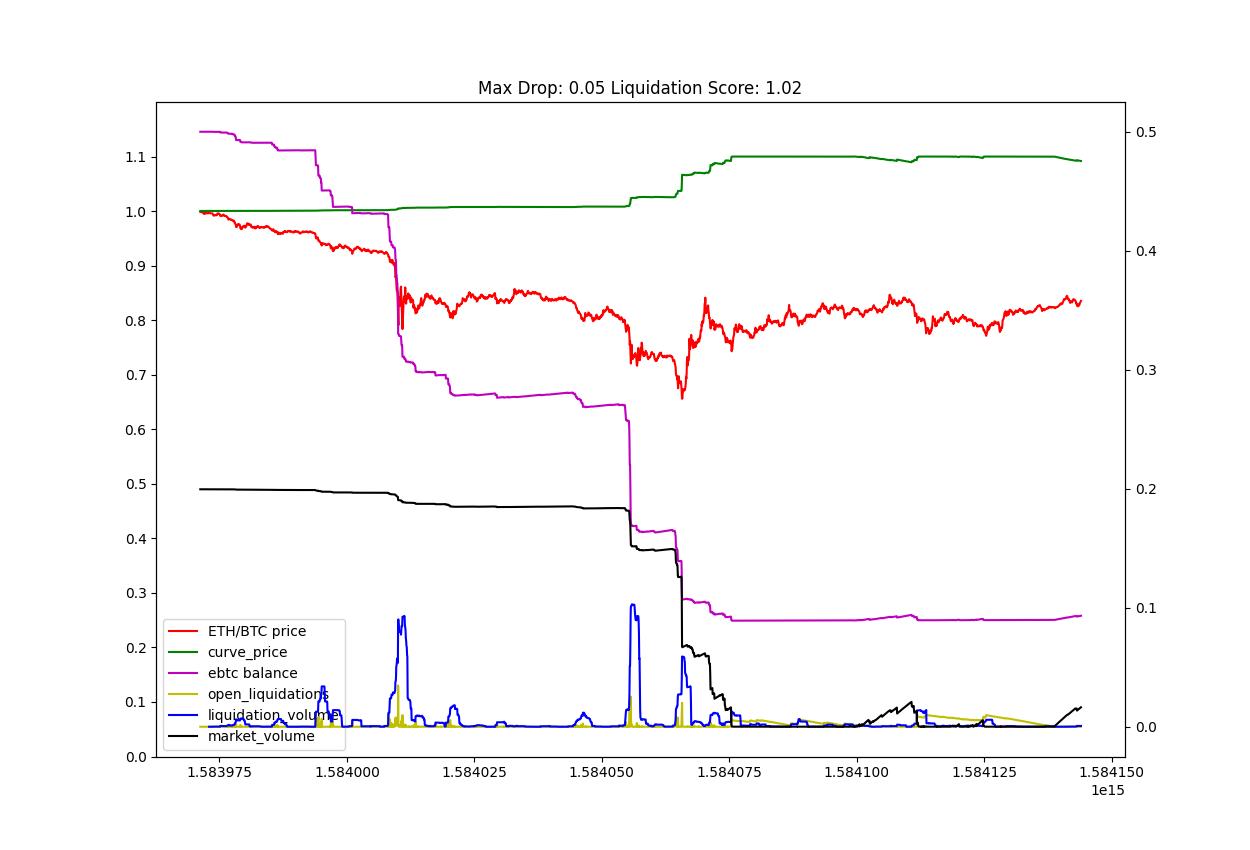 Max Drop: 0.05 Liquidation Score: 1.02
1.1
1.0
0.9
0.8
0.7
0.6
0.5
0.4
0.3
0.2
0.1
0.0
0.5
0.4
0.3
0.2
0.1
0.0
ETH/BTC price
curve_price
ebtc balance
open_liquidations
liquidation_volume
market_volume
1.583975 1.584000 1.584025 1.584050 1.584075 1.584100 1.584125 1.584150
1e15